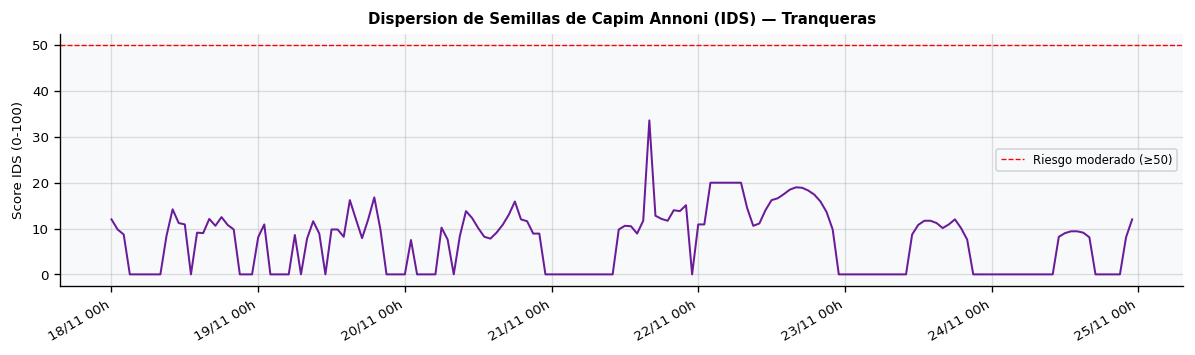 Dispersion de Semillas de Capim Annoni (IDS) — Tranqueras
Score IDS (0-100)
50
40
30
20
10
0
Riesgo moderado (≥50)
18/11 00h
19/11 00h
20/11 00h
21/11 00h
22/11 00h
23/11 00h
24/11 00h
25/11 00h